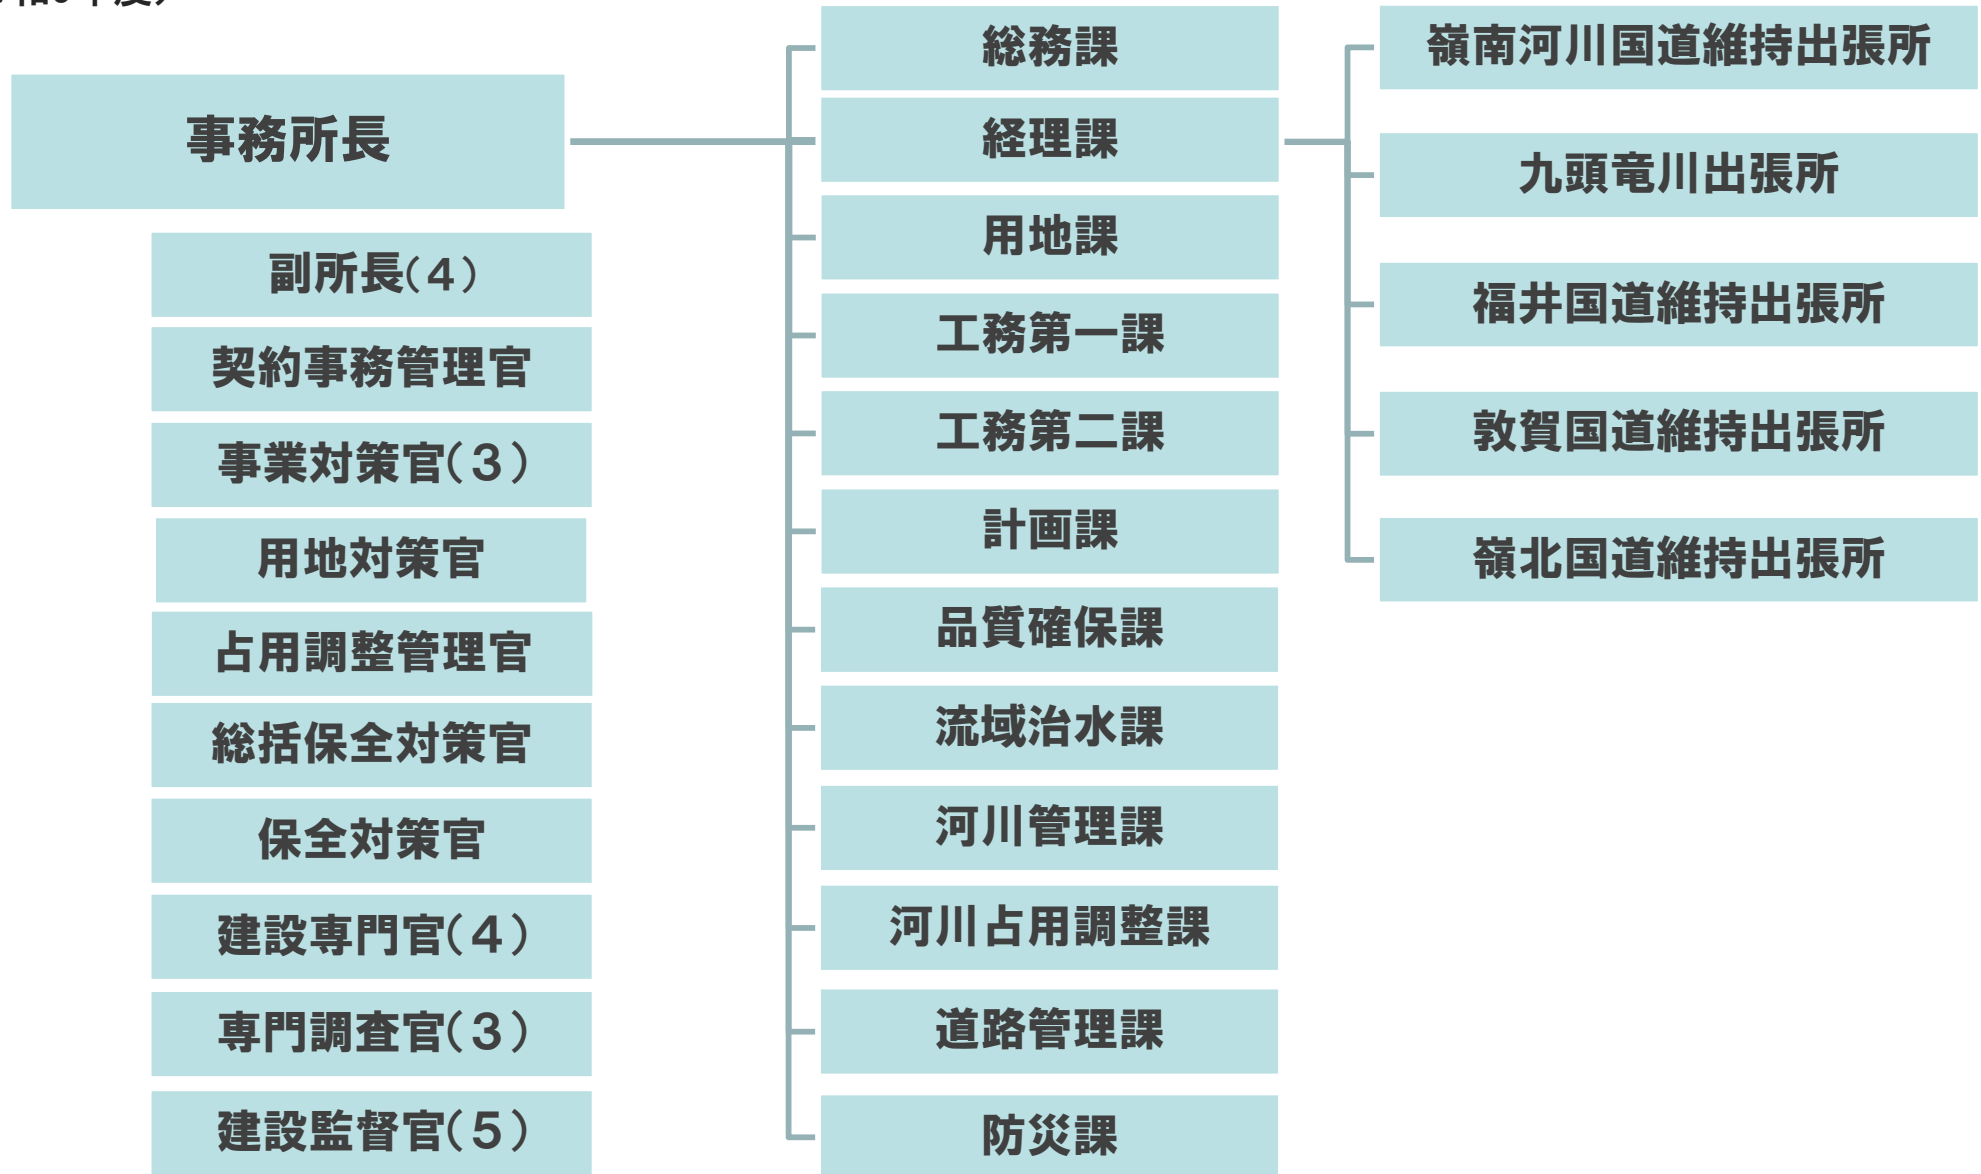 事務所長
副所長(４)
契約事務管理官
事業対策官(３)
用地対策官
占用調整管理官
総括保全対策官
保全対策官
建設専門官(４)
専門調査官(３)
建設監督官(５)
総務課
経理課
用地課
工務第一課
工務第二課
計画課
品質確保課
流域治水課
河川管理課
河川占用調整課
道路管理課
防災課
嶺南河川国道維持出張所
九頭竜川出張所
福井国道維持出張所
敦賀国道維持出張所
嶺北国道維持出張所